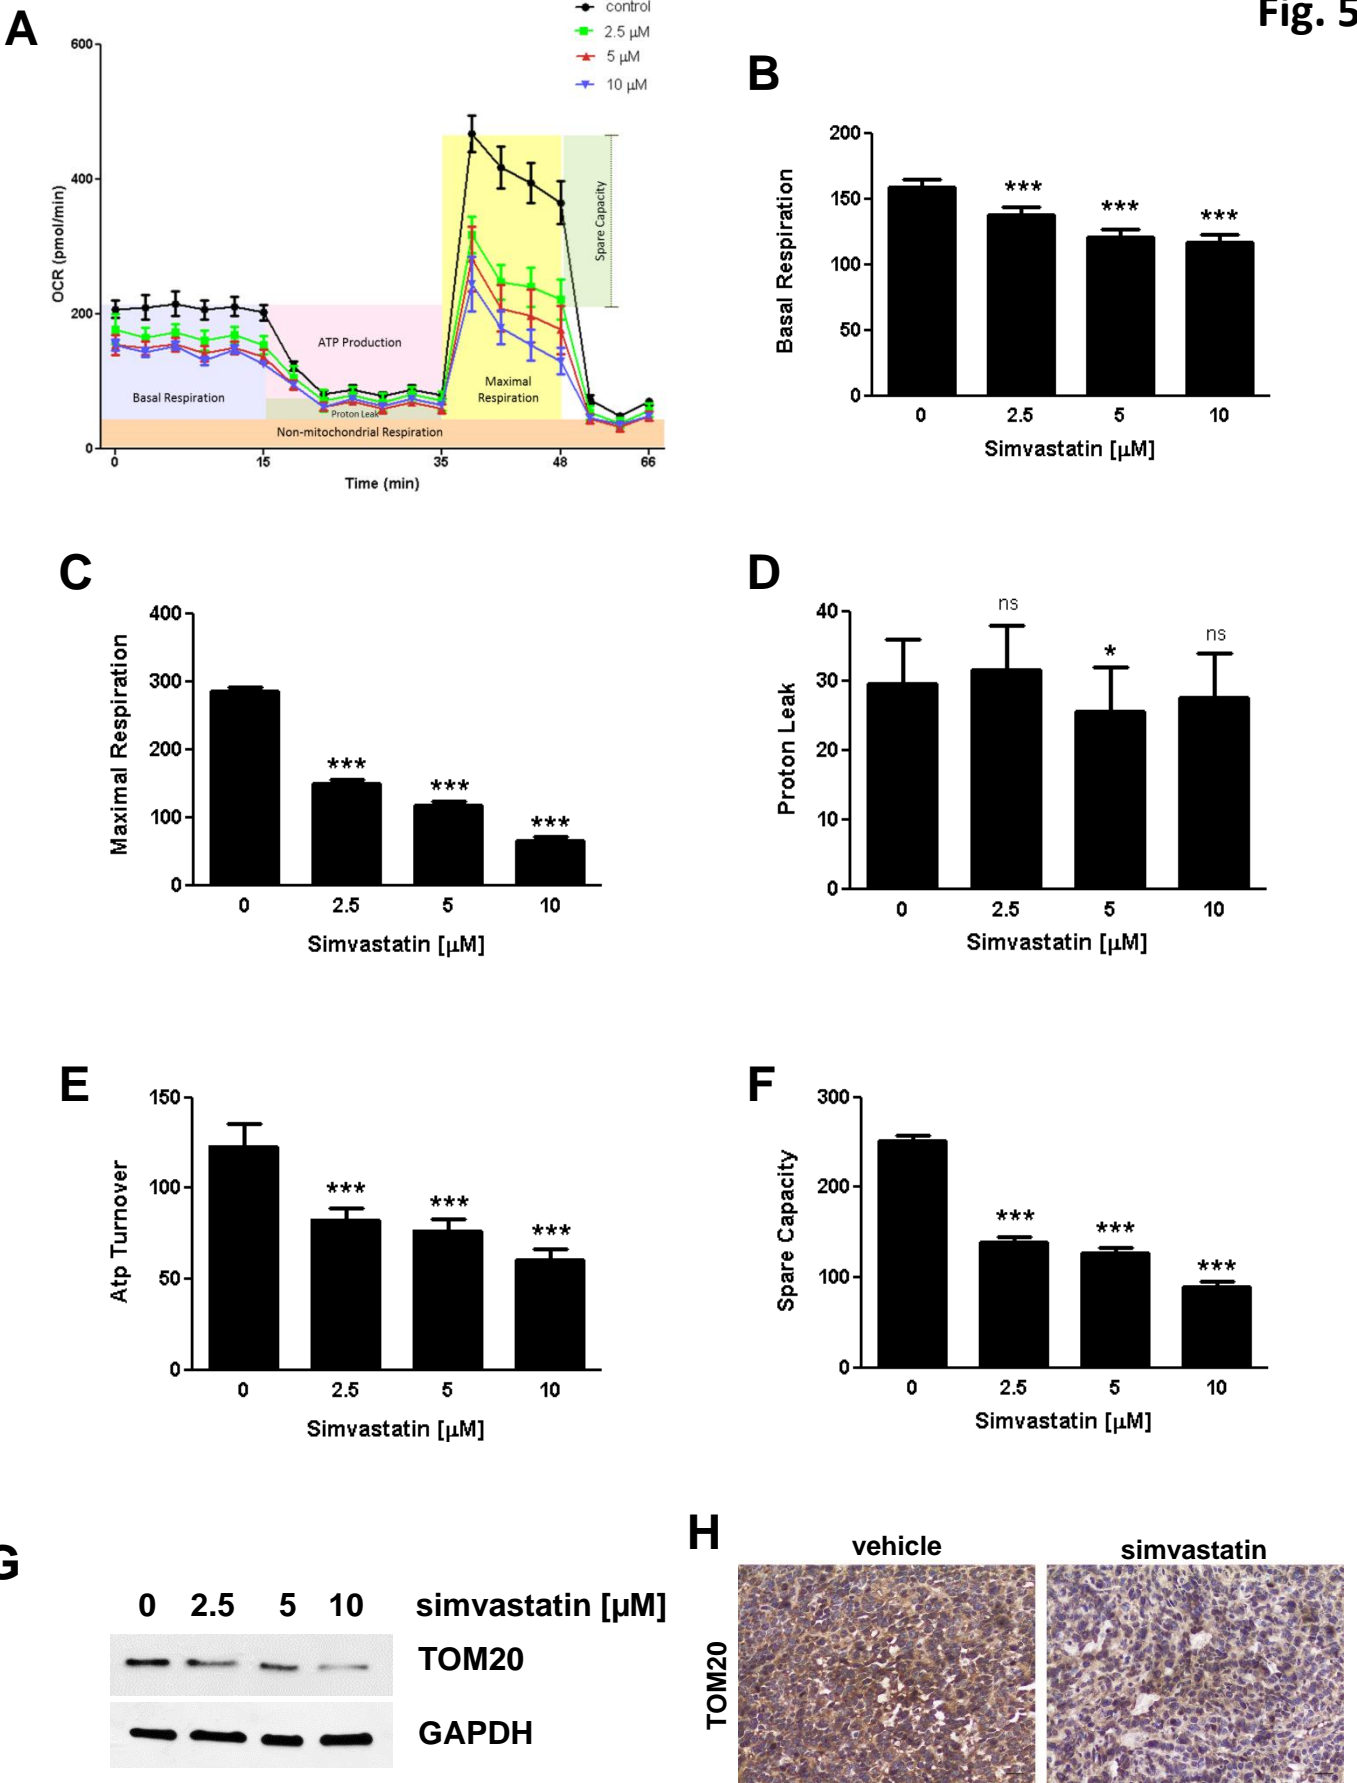 Fig. 5
A
control
2.5 µM
5 µM
10 µM
600
400
200
0
OCR (pmol/min)
Spare Capacity
ATP Production
Basal Respiration
Proton Leak
Maximal
Respiration
Non-mitochondrial Respiration
0 15 35 48 66
Time (min)
B
200
150
100
50
0
Basal Respiration
*** *** ***
0 2.5 5 10
Simvastatin [µM]
C
400
300
200
100
0
Maximal Respiration
*** *** ***
0 2.5 5 10
Simvastatin [µM]
D
40
30
20
10
0
Proton Leak
ns * ns
0 2.5 5 10
Simvastatin [µM]
E
150
100
50
0
Atp Turnover
*** *** ***
0 2.5 5 10
Simvastatin [µM]
F
300
200
100
0
Spare Capacity
*** *** ***
0 2.5 5 10
Simvastatin [µM]
G
0 2.5 5 10 simvastatin [µM]
TOM20
GAPDH
H
vehicle simvastatin
TOM20